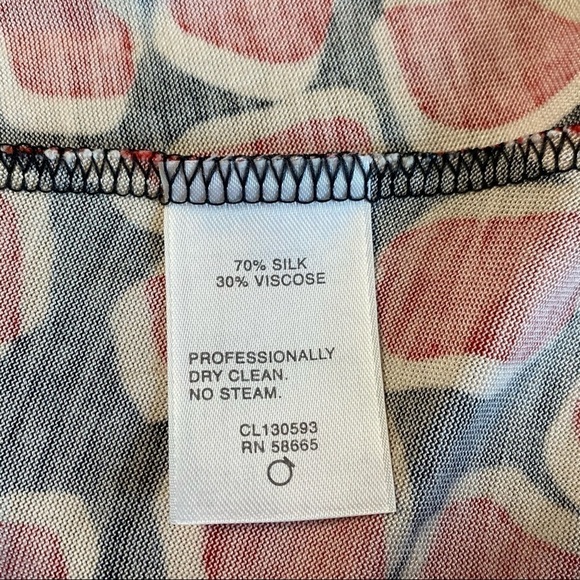 70% SILK
30% VISCOSE
PROFESSIONALLY
DRY CLEAN.
NO STEAM.
CL130593
RN 58665